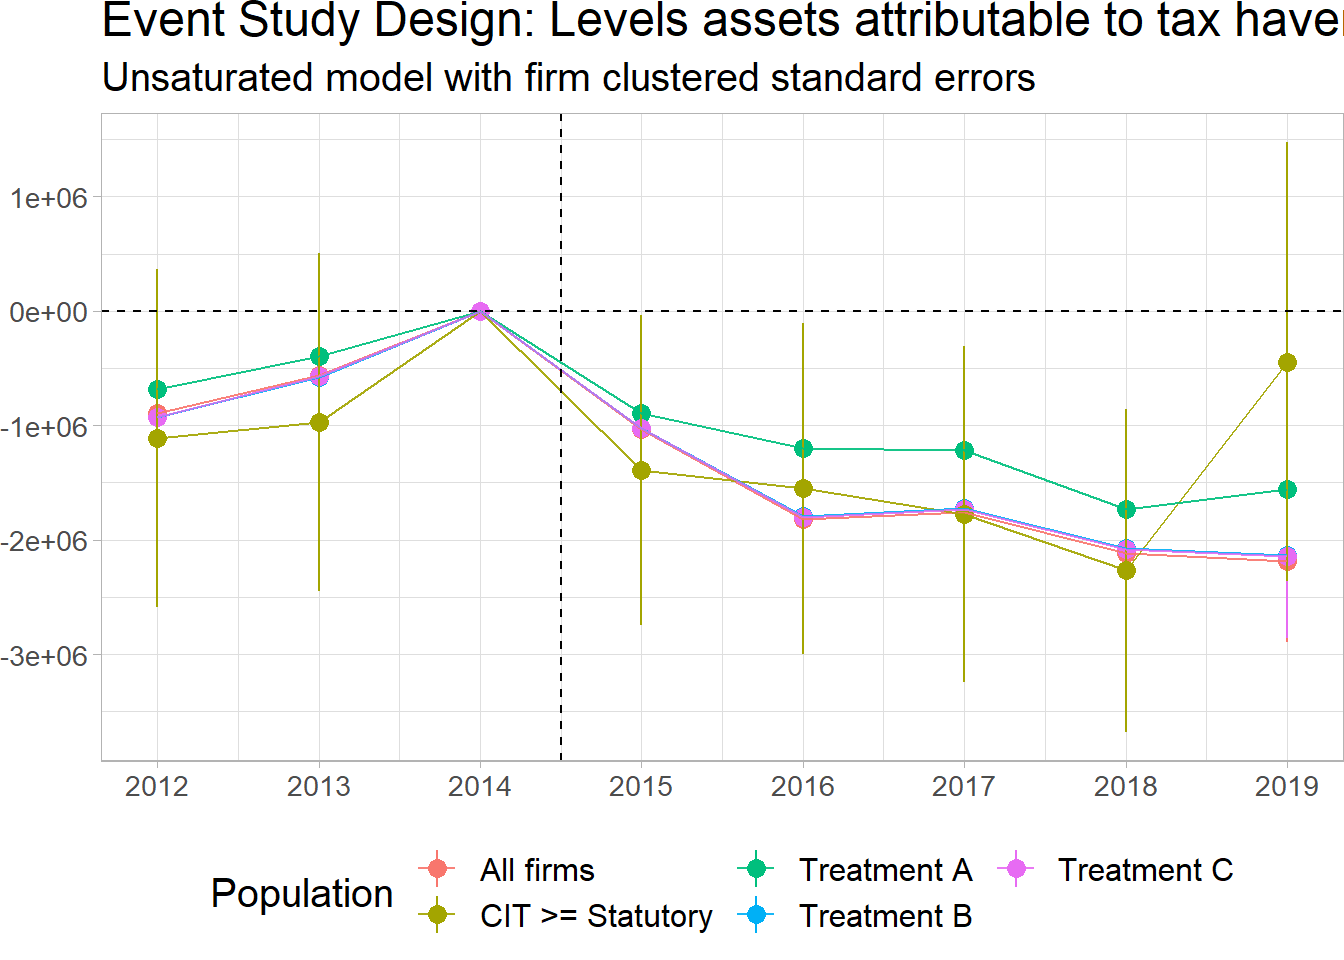 Event Study Design: Levels assets attributable to tax haven
Unsaturated model with firm clustered standard errors
1e+06
0e+00
-1e+06
-2e+06
-3e+06
2012 2013 2014 2015 2016 2017 2018 2019
Population
All firms
CIT >= Statutory
Treatment A
Treatment B
Treatment C